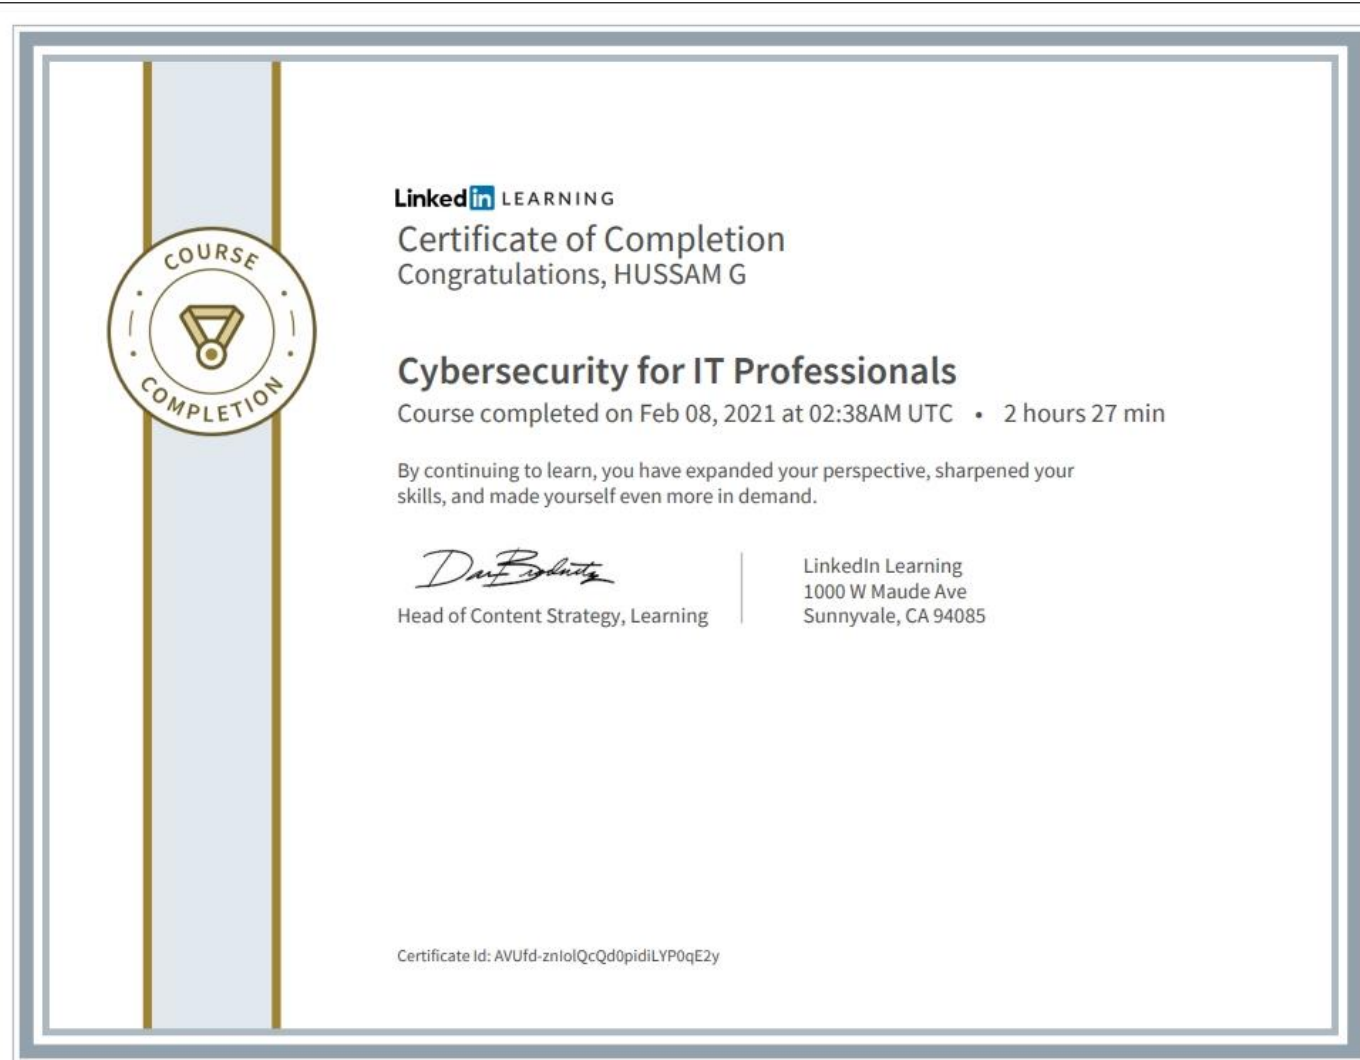 COURSE
COMPLETION
Linked in LEARNING
Certificate of Completion
Congratulations, HUSSAM G
Cybersecurity for IT Professionals
Course completed on Feb 08, 2021 at 02:38AM UTC • 2 hours 27 min
By continuing to learn, you have expanded your perspective, sharpened your
skills, and made yourself even more in demand.
Head of Content Strategy, Learning
LinkedIn Learning
1000 W Maude Ave
Sunnyvale, CA 94085
Certificate Id: AVUfd-znIolQcQd0pidiLYP0qE2y